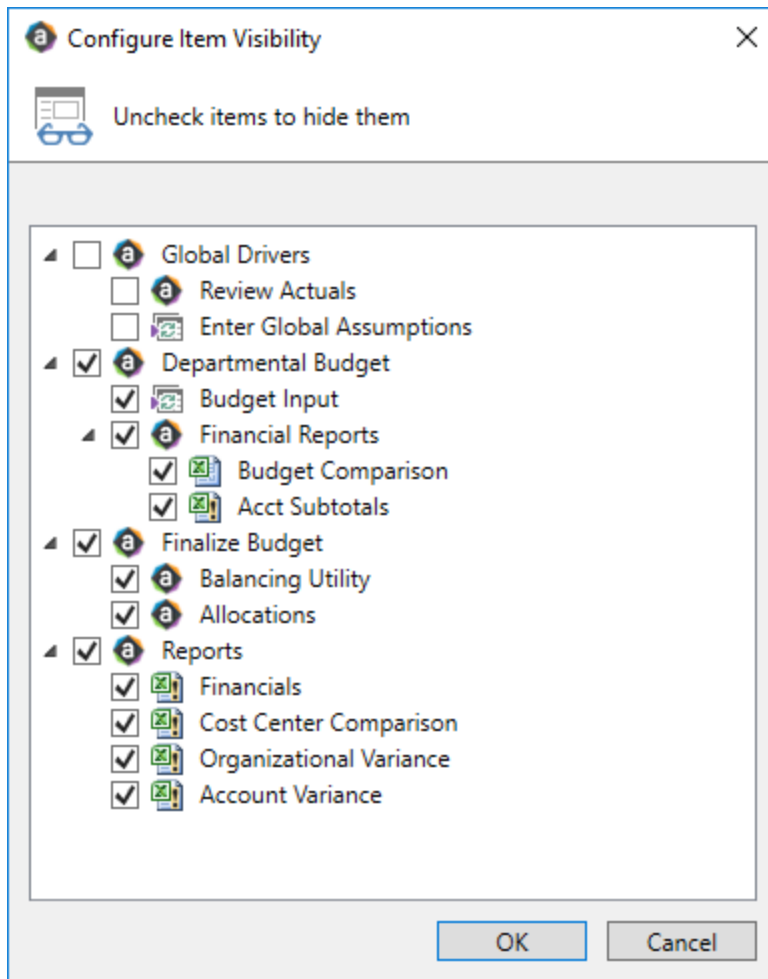 Configure Item Visibility
Uncheck items to hide them
Global Drivers
Review Actuals
Enter Global Assumptions
Departmental Budget
Budget Input
Financial Reports
Budget Comparison
Acct Subtotals
Finalize Budget
Balancing Utility
Allocations
Reports
Financials
Cost Center Comparison
Organizational Variance
Account Variance
OK Cancel